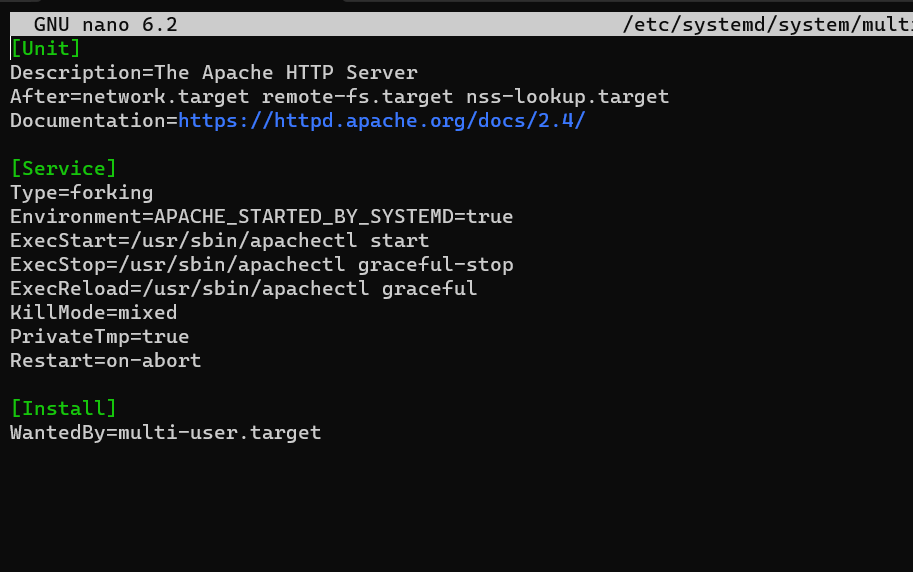 GNU nano 6.2 /etc/systemd/system/multi
[Unit]
Description=The Apache HTTP Server
After=network.target remote-fs.target nss-lookup.target
Documentation=https://httpd.apache.org/docs/2.4/
[Service]
Type=forking
Environment=APACHE_STARTED_BY_SYSTEMD=true
ExecStart=/usr/sbin/apachectl start
ExecStop=/usr/sbin/apachectl graceful-stop
ExecReload=/usr/sbin/apachectl graceful
KillMode=mixed
PrivateTmp=true
Restart=on-abort
[Install]
WantedBy=multi-user.target